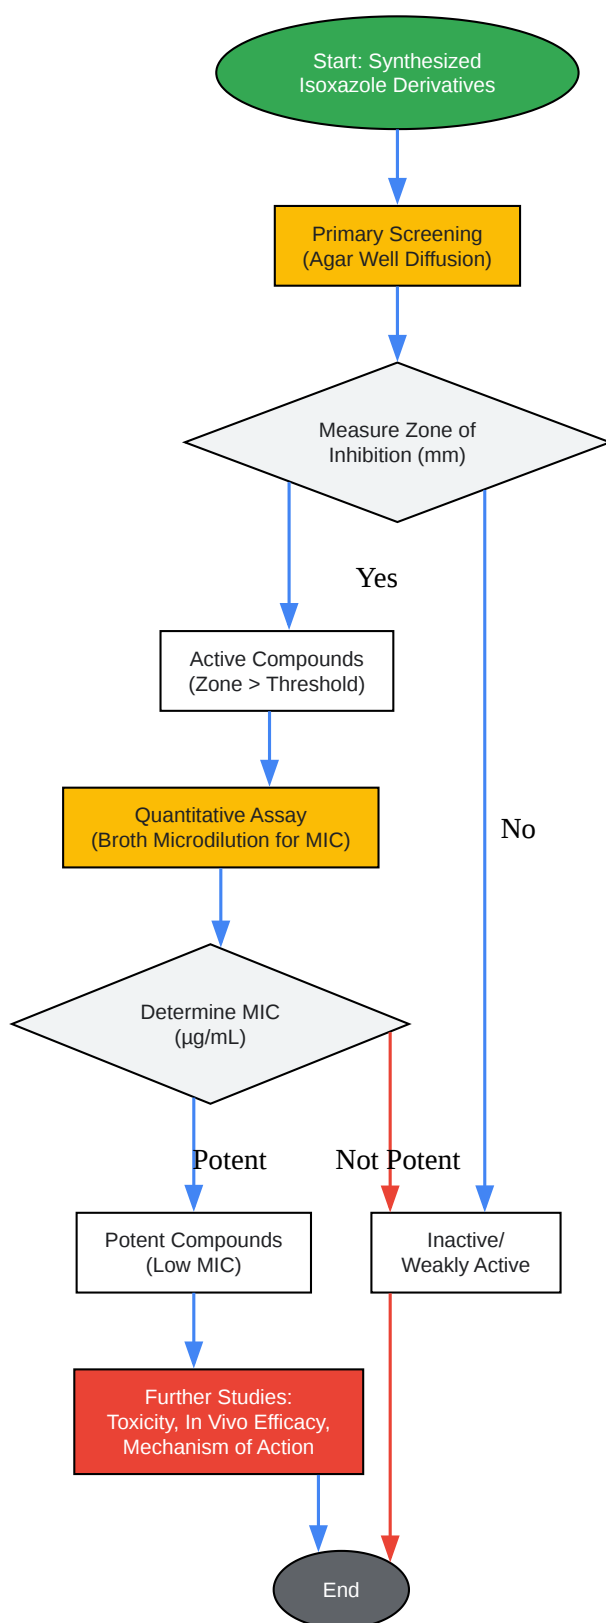 Start: Synthesized
Isoxazole Derivatives
Primary Screening
(Agar Well Diffusion)
Measure Zone of
Inhibition (mm)
Yes
Active Compounds
(Zone > Threshold)
Quantitative Assay
(Broth Microdilution for MIC)
No
Determine MIC
(µg/mL)
Potent
Not Potent
Potent Compounds
(Low MIC)
Inactive/
Weakly Active
Further Studies:
Toxicity, In Vivo Efficacy,
Mechanism of Action
End